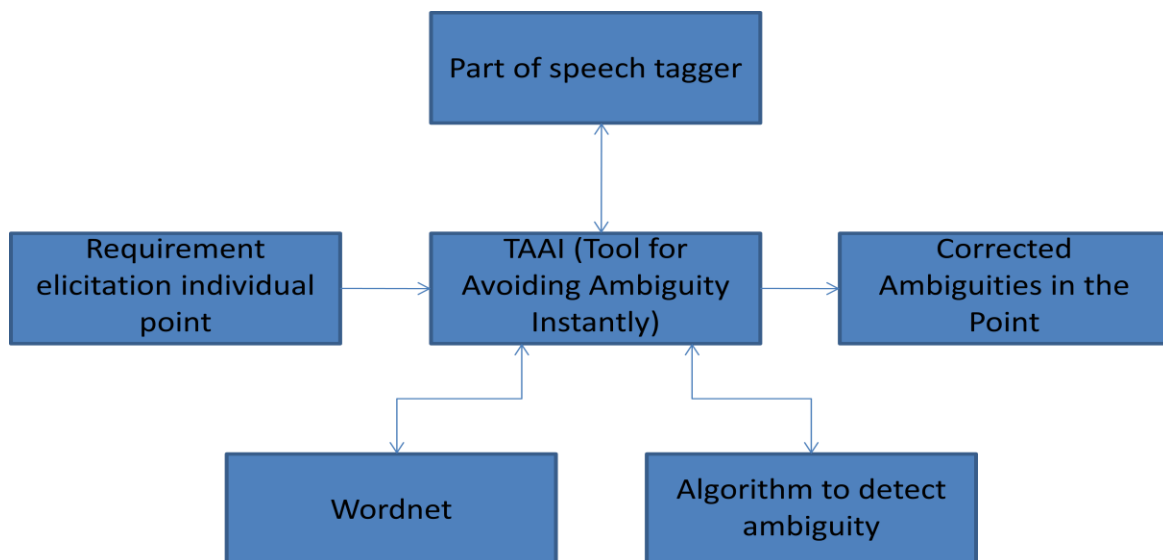 Part of speech tagger
Requirement
elicitation individual
point
TAAI (Tool for
Avoiding Ambiguity
Instantly)
Corrected
Ambiguities in the
Point
Wordnet
Algorithm to detect
ambiguity